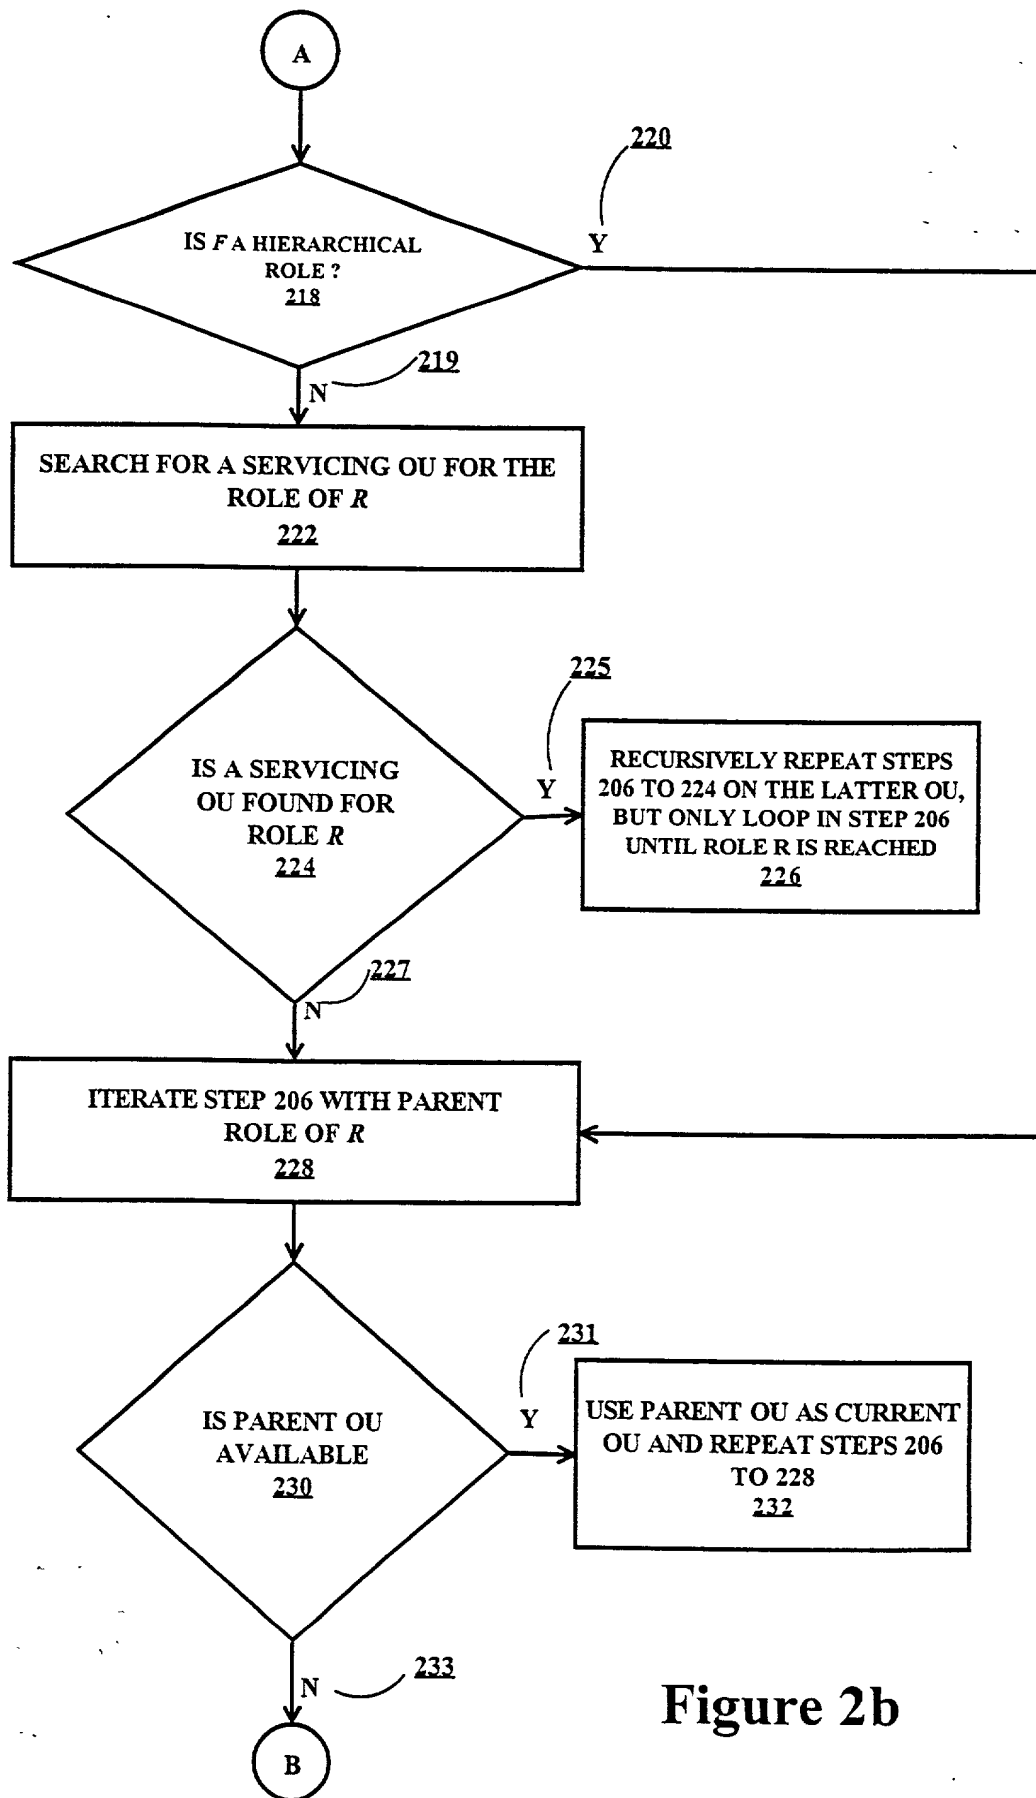 A
220
Y
IS F A HIERARCHICAL
ROLE ?
218
219
N
SEARCH FOR A SERVICING OU FOR THE
ROLE OF R
222
225
Y
IS A SERVICING
OU FOUND FOR
ROLE R
224
RECURSIVELY REPEAT STEPS
206 TO 224 ON THE LATTER OU,
BUT ONLY LOOP IN STEP 206
UNTIL ROLE R IS REACHED
226
227
N
ITERATE STEP 206 WITH PARENT
ROLE OF R
228
231
Y
IS PARENT OU
AVAILABLE
230
USE PARENT OU AS CURRENT
OU AND REPEAT STEPS 206
TO 228
232
233
N
Figure 2b
B